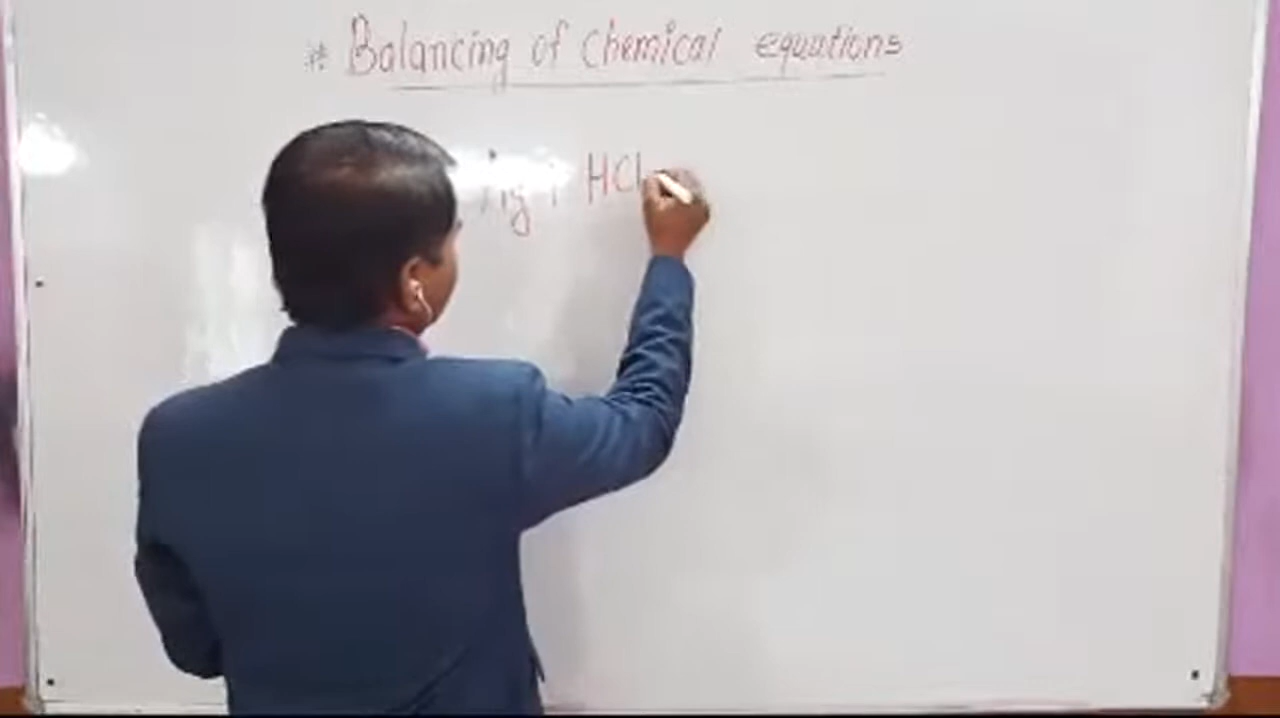 * Balancing of chemical equations
Mg + HCl